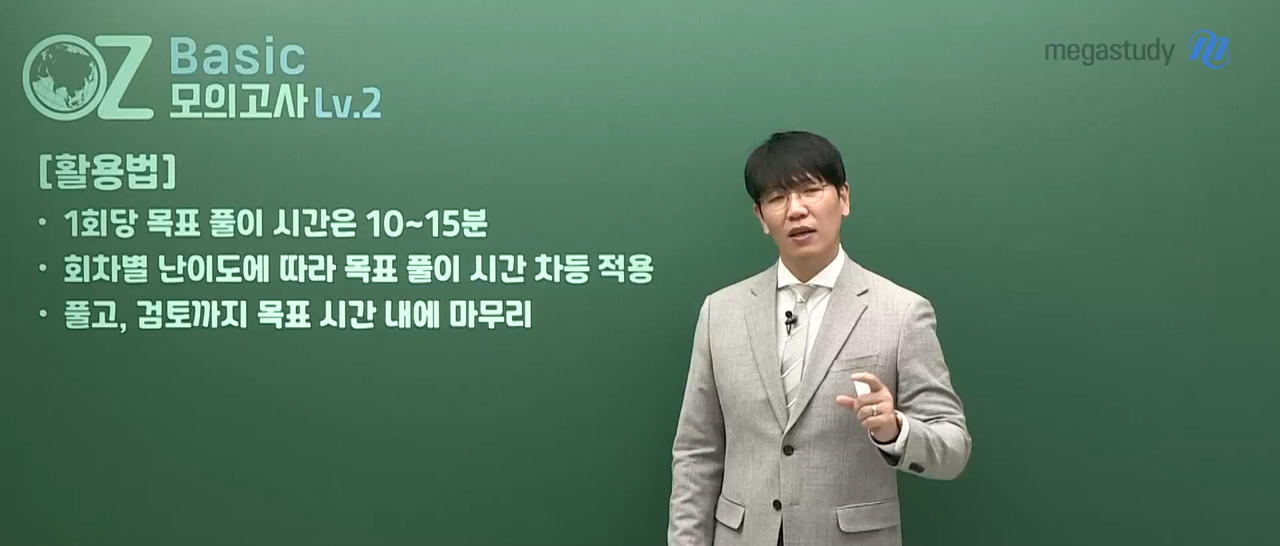 OZ Basic
모의고사 Lv.2
megastudy
[활용법]
· 1회당 목표 풀이 시간은 10~15분
· 회차별 난이도에 따라 목표 풀이 시간 차등 적용
· 풀고, 검토까지 목표 시간 내에 마무리